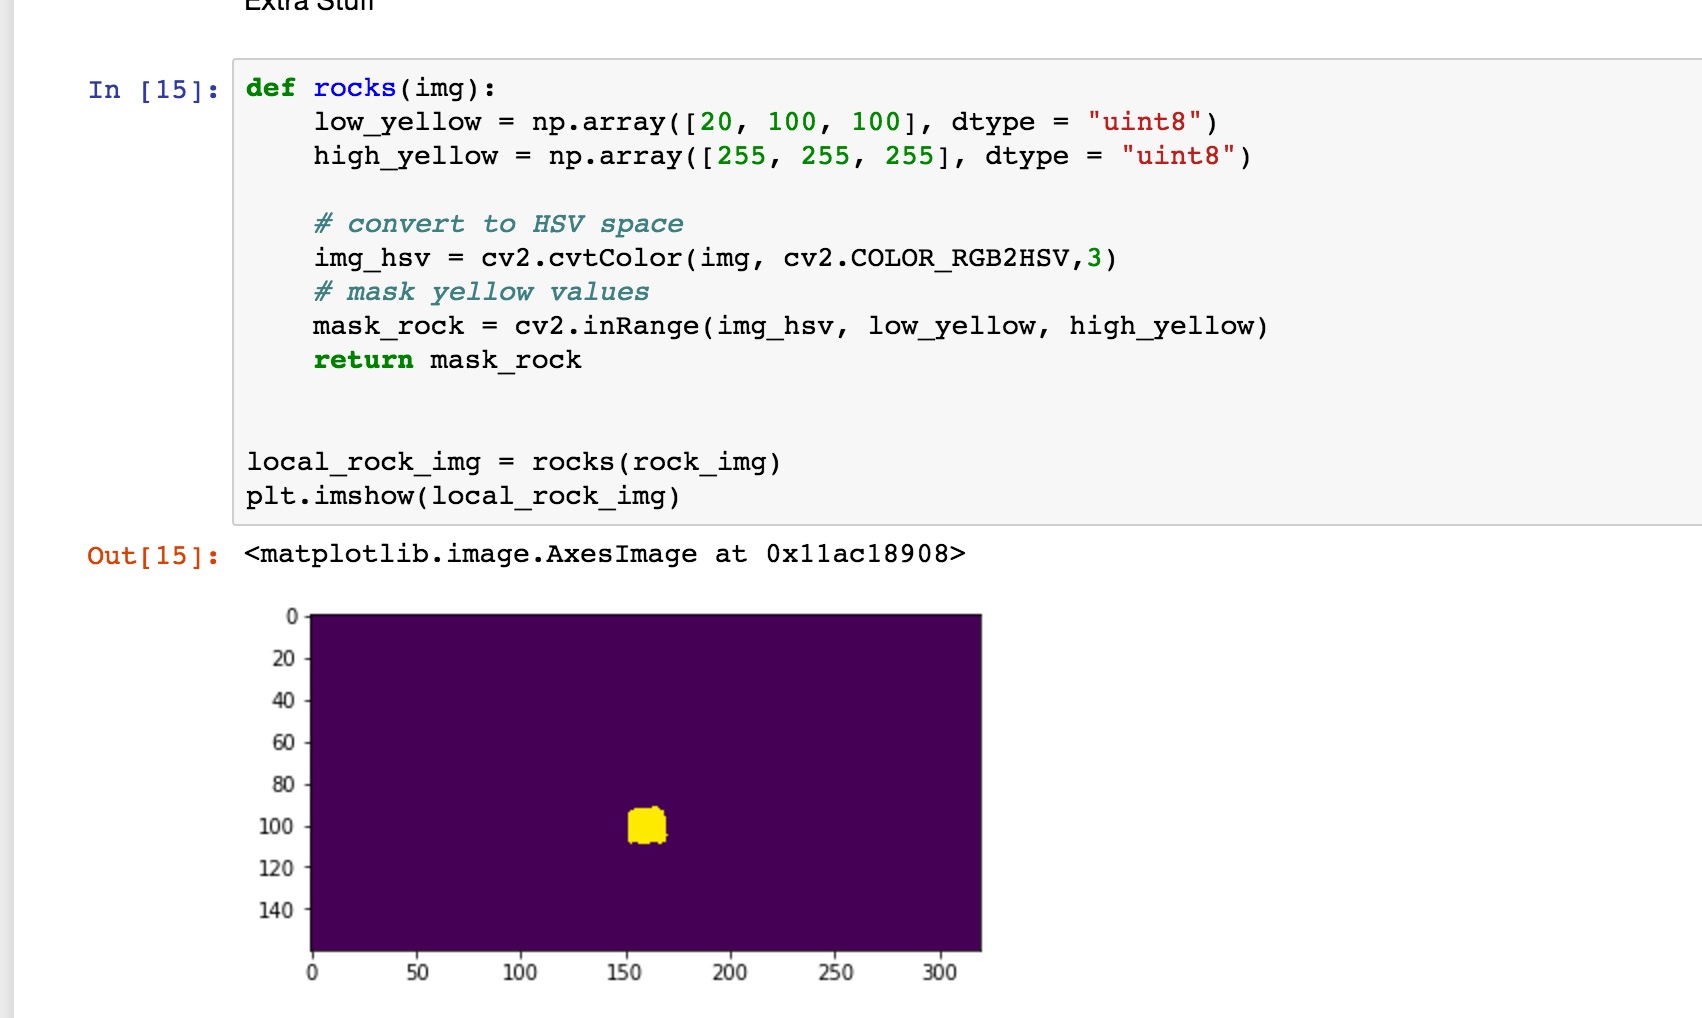 Extra Stuff
In [15]:
def rocks(img):
    low_yellow = np.array([20, 100, 100], dtype = "uint8")
    high_yellow = np.array([255, 255, 255], dtype = "uint8")
    # convert to HSV space
    img_hsv = cv2.cvtColor(img, cv2.COLOR_RGB2HSV,3)
    # mask yellow values
    mask_rock = cv2.inRange(img_hsv, low_yellow, high_yellow)
    return mask_rock
local_rock_img = rocks(rock_img)
plt.imshow(local_rock_img)
Out[15]: <matplotlib.image.AxesImage at 0x11ac18908>
0
20
40
60
80
100
120
140
0 50 100 150 200 250 300